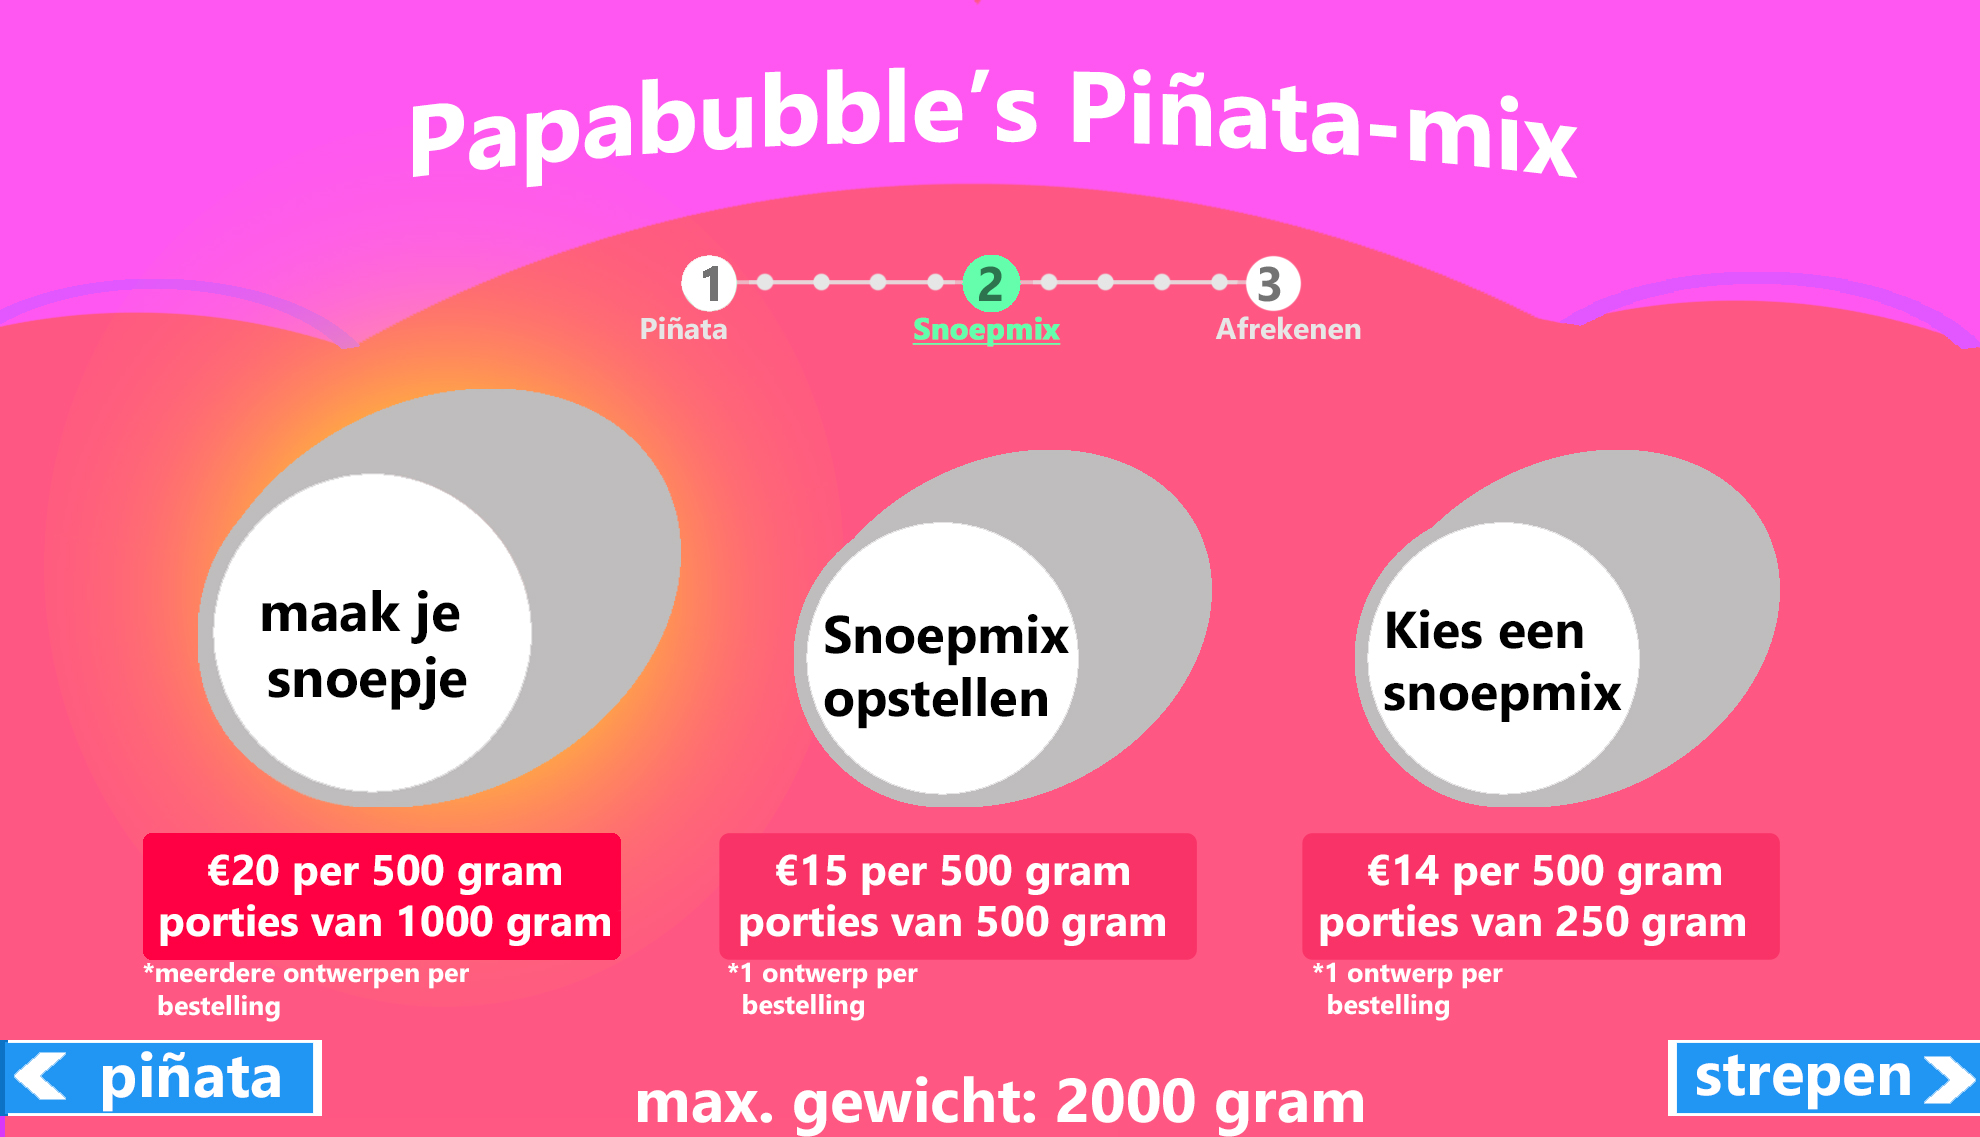 Papabubble's Piñata-mix
1
2
3
Piñata
Snoepmix
Afrekenen
maak je
snoepje
Snoepmix
opstellen
Kies een
snoepmix
€20 per 500 gram
porties van 1000 gram
*meerdere ontwerpen per
bestelling
€15 per 500 gram
porties van 500 gram
*1 ontwerp per
bestelling
€14 per 500 gram
porties van 250 gram
*1 ontwerp per
bestelling
piñata
max. gewicht: 2000 gram
strepen